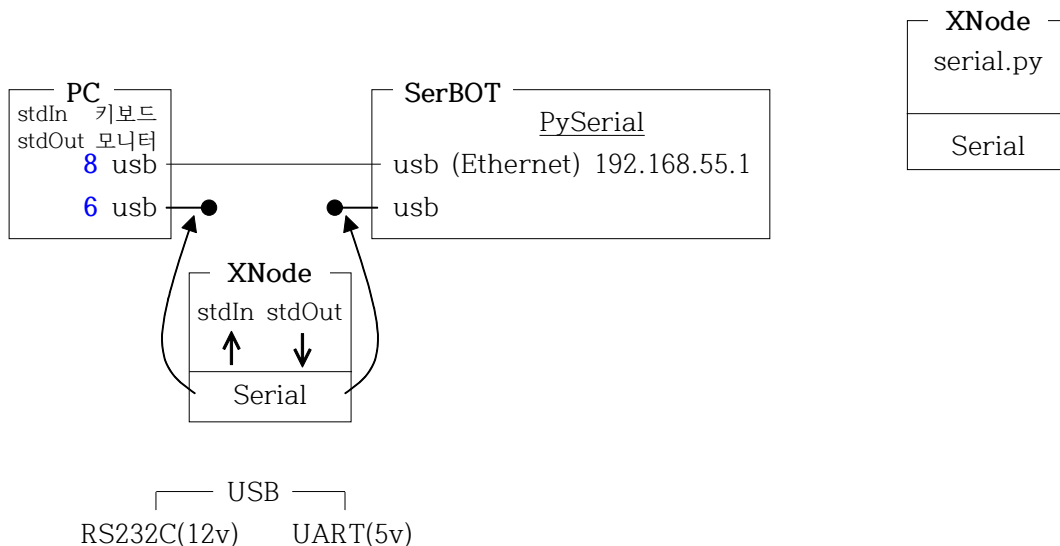 XNode
serial.py
Serial
PC
stdIn 키보드
stdOut 모니터
8 usb
6 usb
SerBOT
PySerial
usb (Ethernet) 192.168.55.1
usb
XNode
stdIn stdOut
Serial
USB
RS232C(12v) UART(5v)